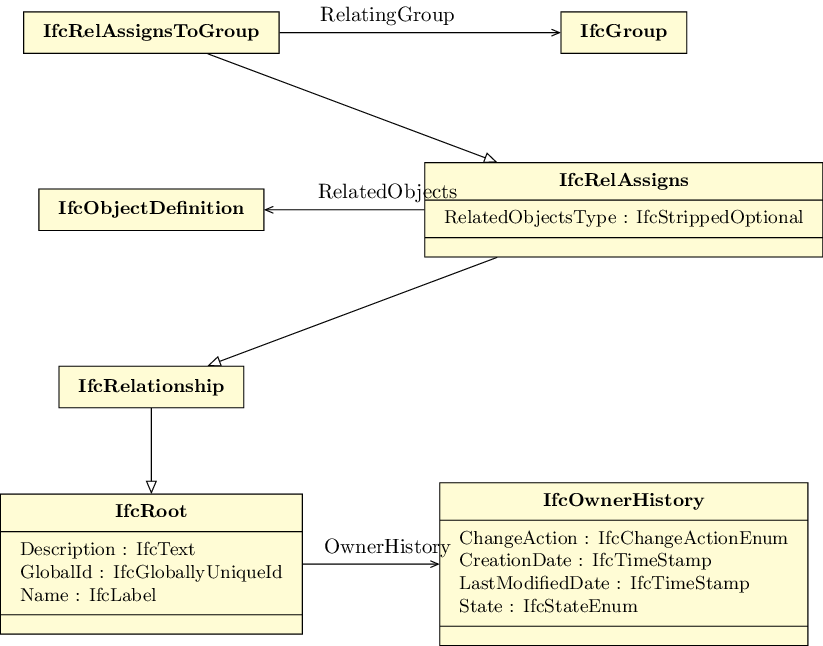 IfcRelAssignsToGroup
RelatingGroup
IfcGroup
IfcRelAssigns
RelatedObjectsType : IfcStrippedOptional
RelatedObjects
IfcObjectDefinition
IfcRelationship
IfcRoot
Description : IfcText
GlobalId : IfcGloballyUniqueId
Name : IfcLabel
OwnerHistory
IfcOwnerHistory
ChangeAction : IfcChangeActionEnum
CreationDate : IfcTimeStamp
LastModifiedDate : IfcTimeStamp
State : IfcStateEnum